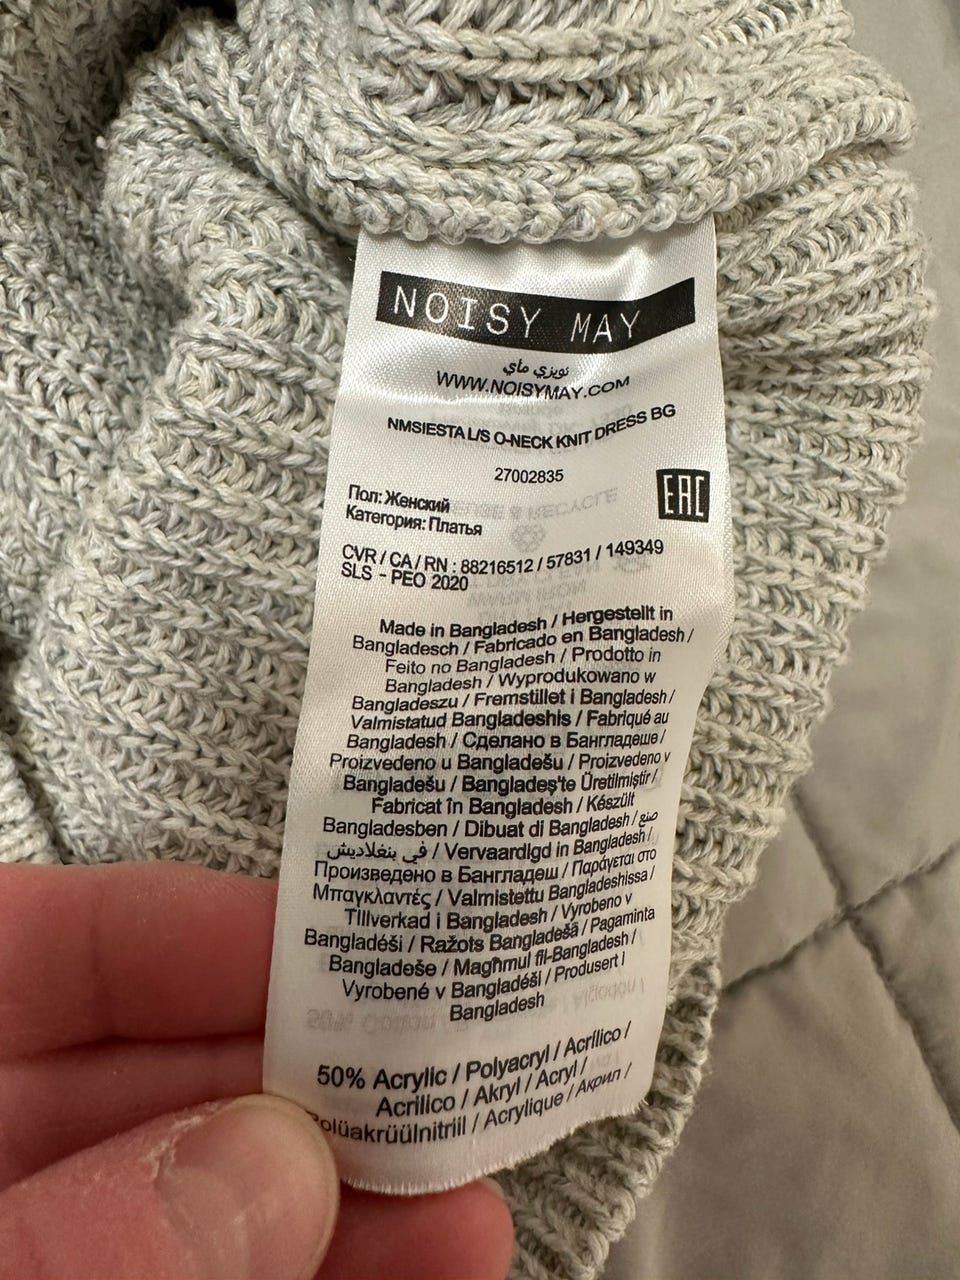 NOISY MAY
نويزي ماي
WWW.NOISYMAY.COM
NMSIESTA L/S O-NECK KNIT DRESS BG
27002835
EAC
Пол: Женский
Категория: Платья
CVR / CA / RN : 88216512 / 57831 / 149349
SLS - PEO 2020
Made in Bangladesh / Hergestellt in
Bangladesch / Fabricado en Bangladesh /
Feito no Bangladesh / Prodotto in
Bangladesh / Wyprodukowano w
Bangladeszu / Fremstillet i Bangladesh /
Valmistatud Bangladeshis / Fabriqué au
Bangladesh / Сделано в Бангладеше /
Proizvedeno u Bangladešu / Proizvedeno v
Bangladešu / Bangladeş'te Üretilmiştir /
Fabricat în Bangladesh / Készült
Bangladesben / Dibuat di Bangladesh / صنع
في بنغلاديش / Vervaardigd in Bangladesh /
Произведено в Бангладеш / Παράγεται στο
Μπαγκλαντές / Valmistettu Bangladeshissa /
Tillverkad i Bangladesh / Vyrobeno v
Bangladéši / Ražots Bangladešā / Pagaminta
Bangladeše / Magħmul fil-Bangladesh /
Vyrobené v Bangladéši / Produsert i
Bangladesh
50% Acrylic / Polyacryl / Acrílico /
Acrilico / Akryl / Acryl /
Polüakrüülnitriil / Acrylique / Акрил /